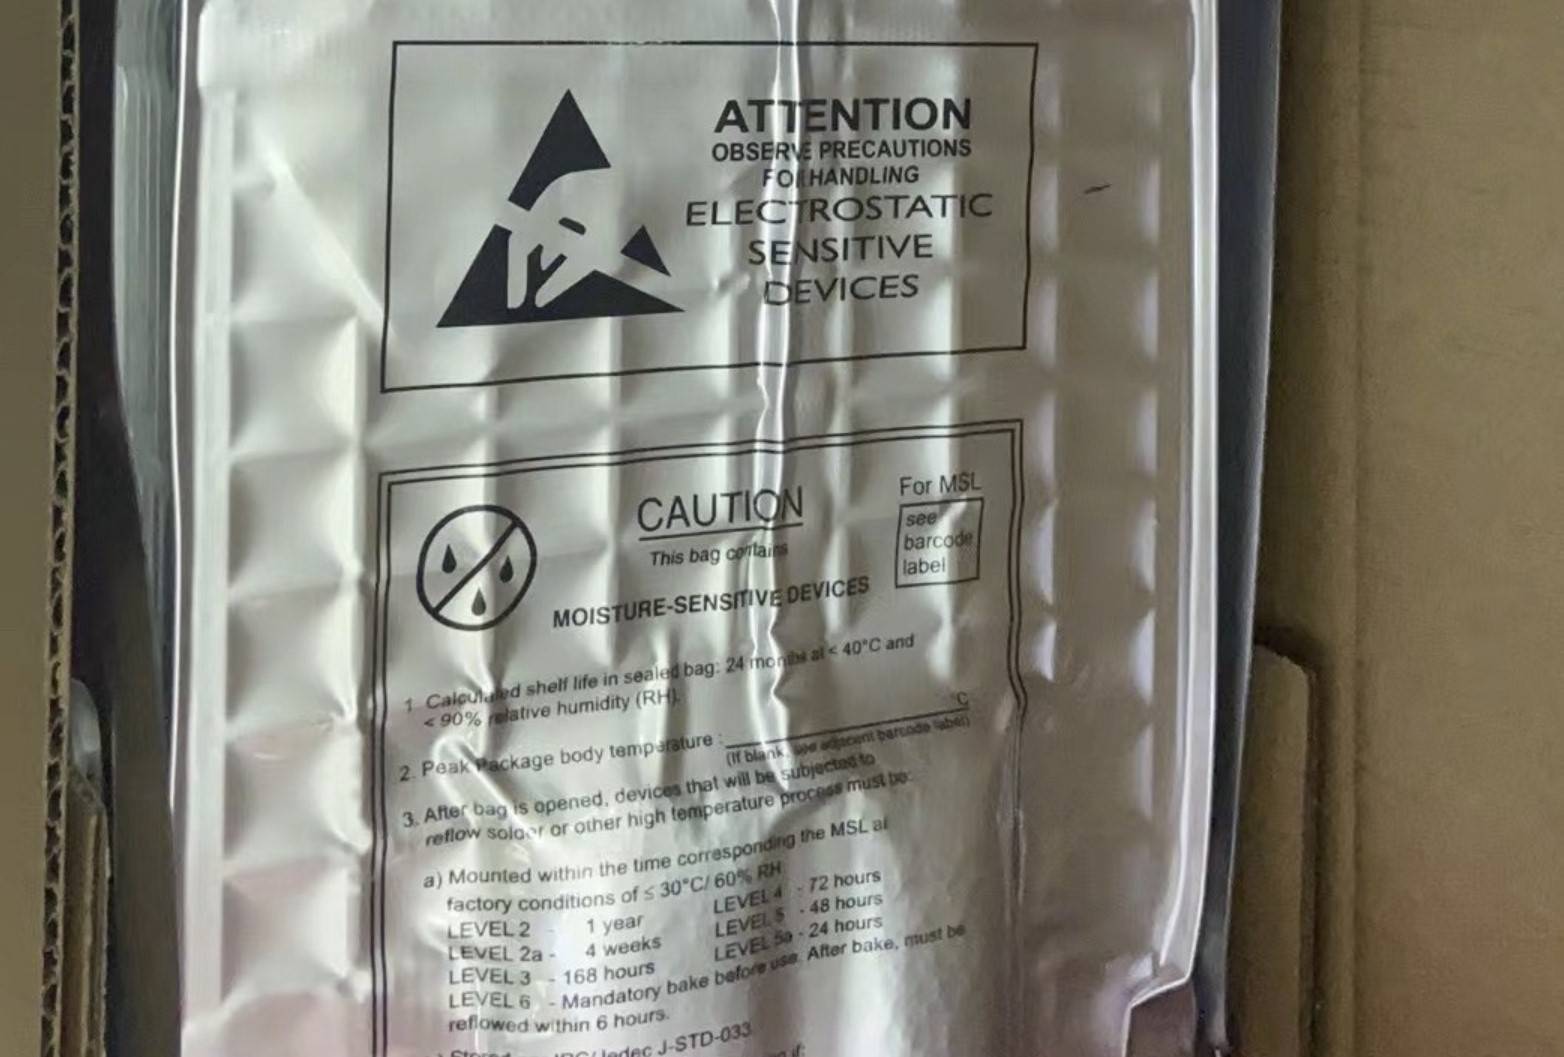 ATTENTION
OBSERVE PRECAUTIONS
FOR HANDLING
ELECTROSTATIC
SENSITIVE
DEVICES
CAUTION
This bag contains
MOISTURE-SENSITIVE DEVICES
For MSL
see
barcode
label
1 Calculated shelf life in sealed bag: 24 months at < 40°C and
< 90% relative humidity (RH).
2. Peak Package body temperature : °C
(If blank, see adjacent barcode label)
3. After bag is opened, devices that will be subjected to
reflow solder or other high temperature process must be:
a) Mounted within the time corresponding the MSL at
factory conditions of ≤ 30°C/ 60% RH
LEVEL 2 - 1 year LEVEL 4 - 72 hours
LEVEL 2a - 4 weeks LEVEL 5 - 48 hours
LEVEL 3 - 168 hours LEVEL 5a - 24 hours
LEVEL 6 - Mandatory bake before use. After bake, must be
reflowed within 6 hours.
Jedec J-STD-033
if: